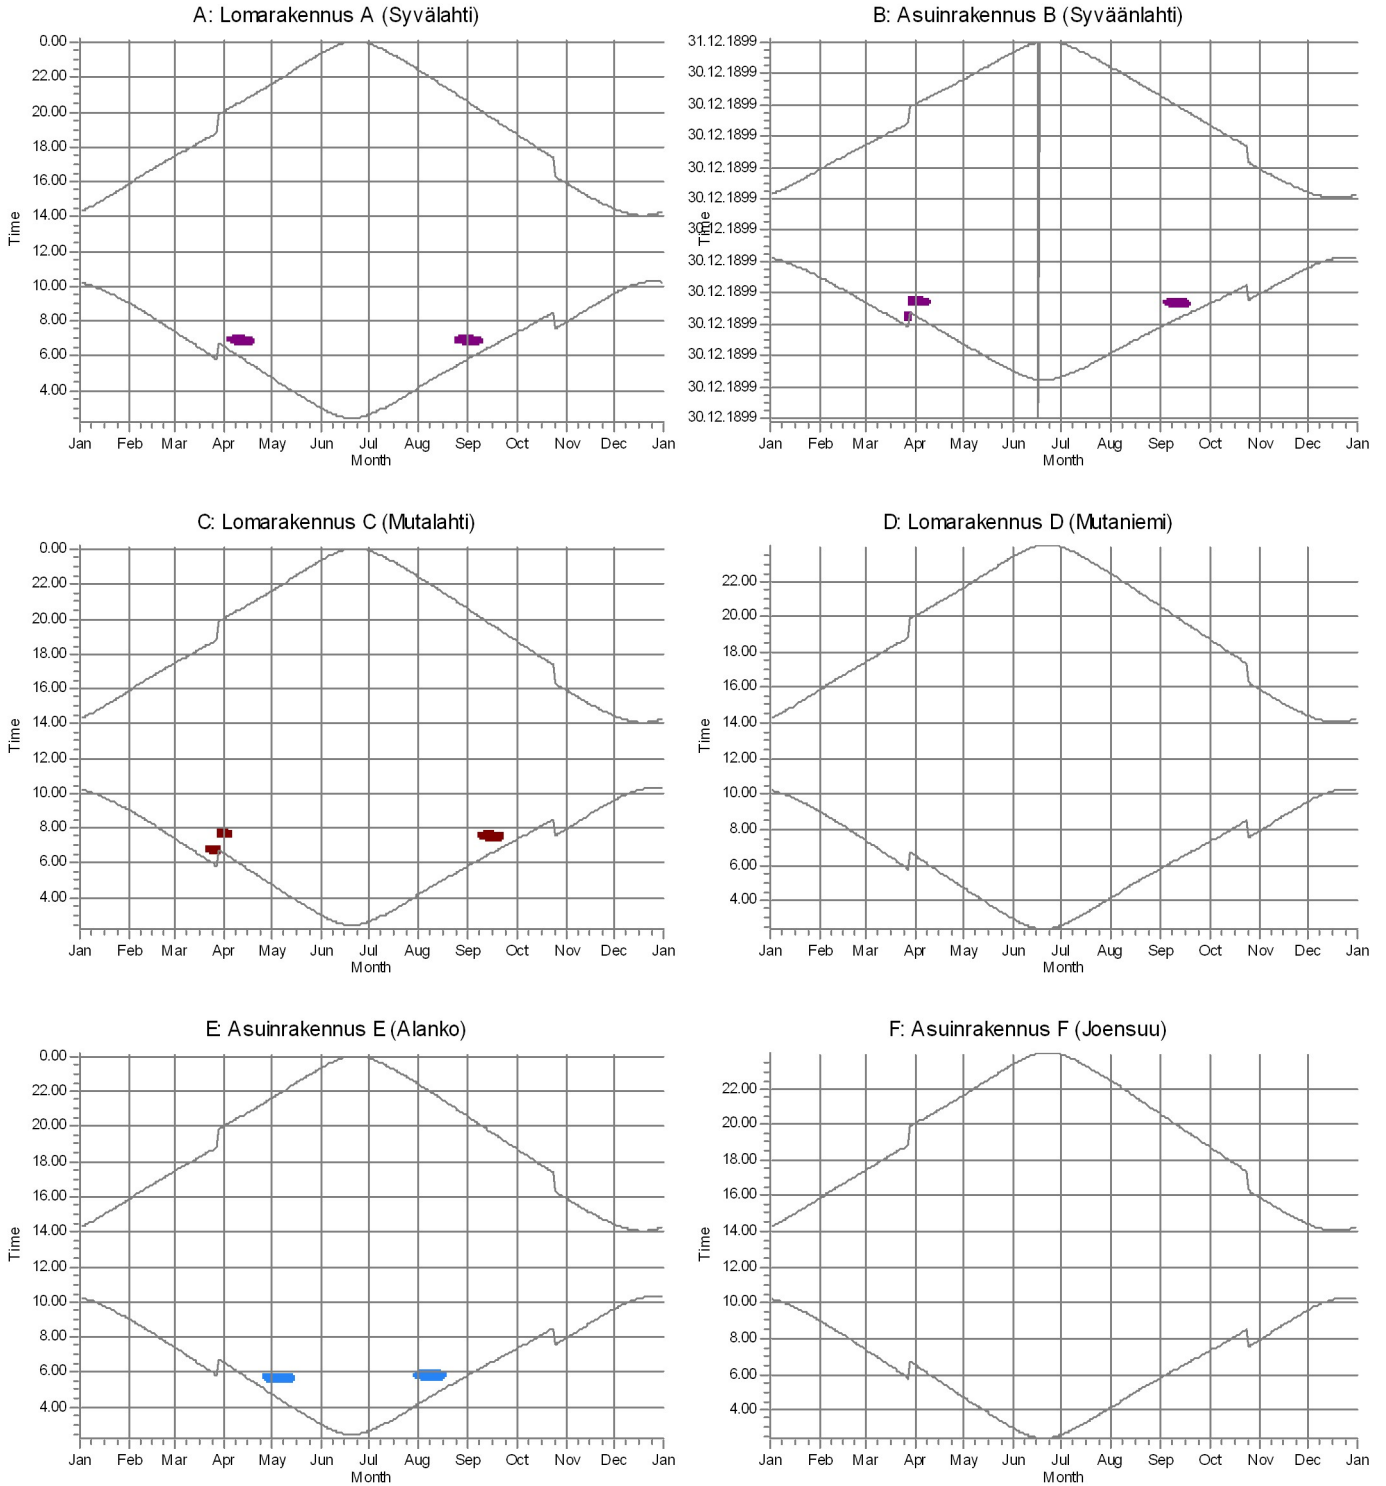 A: Lomarakennus A (Syvälahti)
0.00
22.00
20.00
18.00
16.00
14.00
12.00
10.00
8.00
6.00
4.00
Time
Jan Feb Mar Apr May Jun Jul Aug Sep Oct Nov Dec Jan
Month
B: Asuinrakennus B (Syväänlahti)
31.12.1899
30.12.1899
30.12.1899
30.12.1899
30.12.1899
30.12.1899
30.12.1899
30.12.1899
30.12.1899
30.12.1899
30.12.1899
30.12.1899
30.12.1899
Time
Jan Feb Mar Apr May Jun Jul Aug Sep Oct Nov Dec Jan
Month
C: Lomarakennus C (Mutalahti)
0.00
22.00
20.00
18.00
16.00
14.00
12.00
10.00
8.00
6.00
4.00
Time
Jan Feb Mar Apr May Jun Jul Aug Sep Oct Nov Dec Jan
Month
D: Lomarakennus D (Mutaniemi)
22.00
20.00
18.00
16.00
14.00
12.00
10.00
8.00
6.00
4.00
Time
Jan Feb Mar Apr May Jun Jul Aug Sep Oct Nov Dec Jan
Month
E: Asuinrakennus E (Alanko)
0.00
22.00
20.00
18.00
16.00
14.00
12.00
10.00
8.00
6.00
4.00
Time
Jan Feb Mar Apr May Jun Jul Aug Sep Oct Nov Dec Jan
Month
F: Asuinrakennus F (Joensuu)
22.00
20.00
18.00
16.00
14.00
12.00
10.00
8.00
6.00
4.00
Time
Jan Feb Mar Apr May Jun Jul Aug Sep Oct Nov Dec Jan
Month